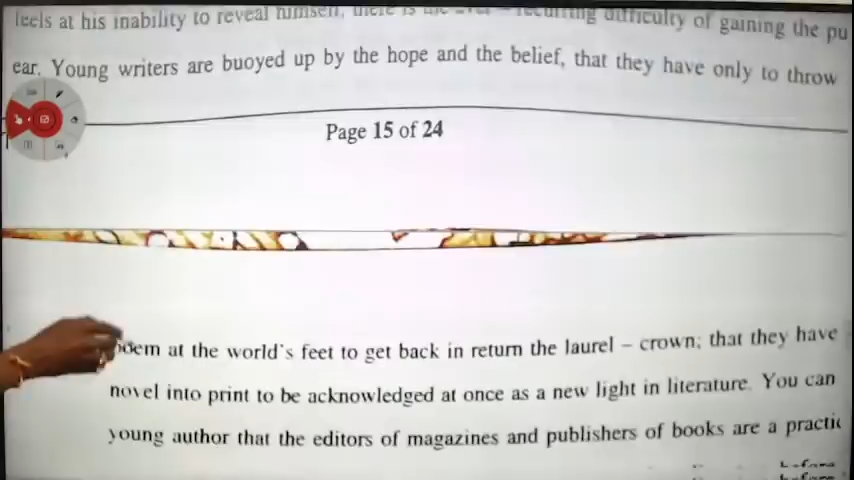 feels at his inability to reveal himself, there is the ever – recurring difficulty of gaining the pu
ear. Young writers are buoyed up by the hope and the belief, that they have only to throw
Page 15 of 24
oem at the world's feet to get back in return the laurel – crown; that they have
novel into print to be acknowledged at once as a new light in literature. You can
young author that the editors of magazines and publishers of books are a practic
before